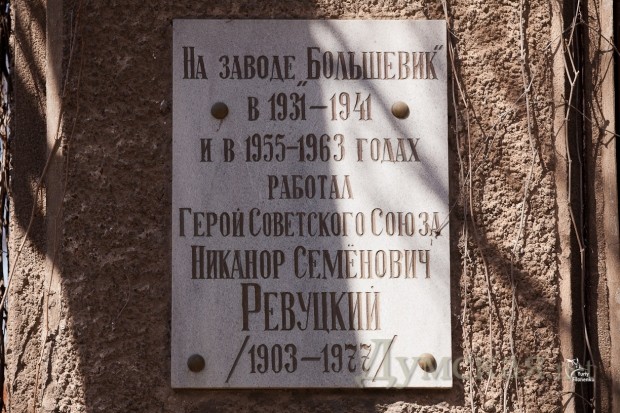 На заводе „Большевик"
в 1931–1941
и в 1955–1963 годах
работал
Герой Советского Союза
Никанор Семёнович
Ревуцкий
/1903–1977/